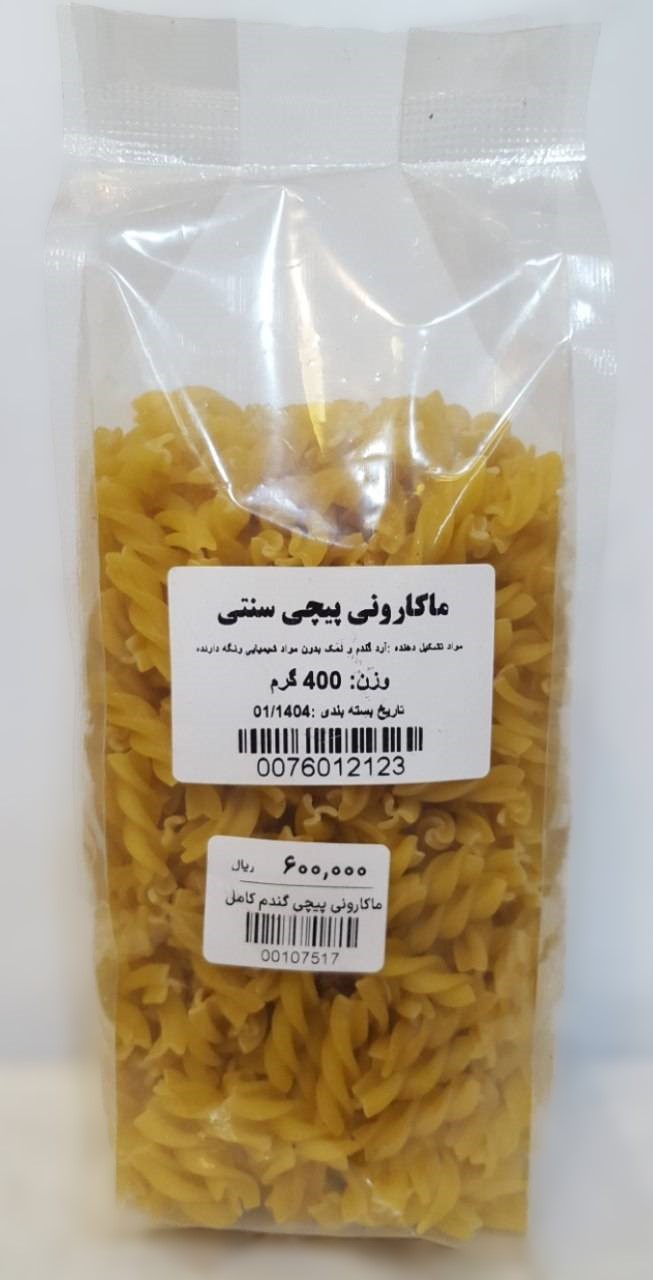 ماکارونی پیچی سنتی
مواد تشکیل دهنده :آرد گندم و نمک بدون مواد شیمیایی ونگه دارنده
وزن: 400 گرم
تاریخ بسته بندی :01/1404
0076012123
۶۰۰,۰۰۰ ریال
ماکارونی پیچی گندم کامل
00107517